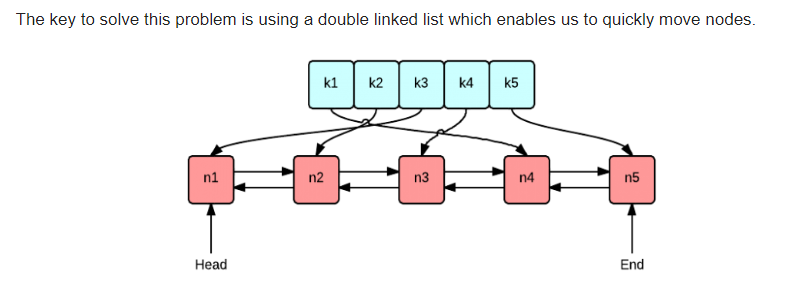 The key to solve this problem is using a double linked list which enables us to quickly move nodes.
k1 k2 k3 k4 k5
n1 n2 n3 n4 n5
Head End